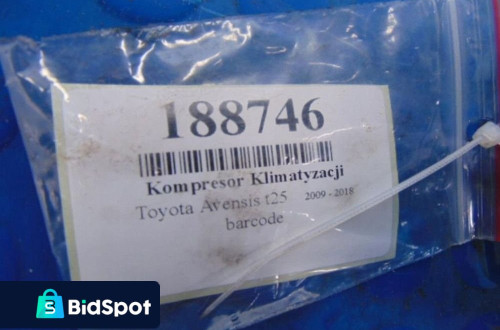 188746
Kompresor Klimatyzacji
Toyota Avensis t25 2009 - 2018
barcode
S BidSpot